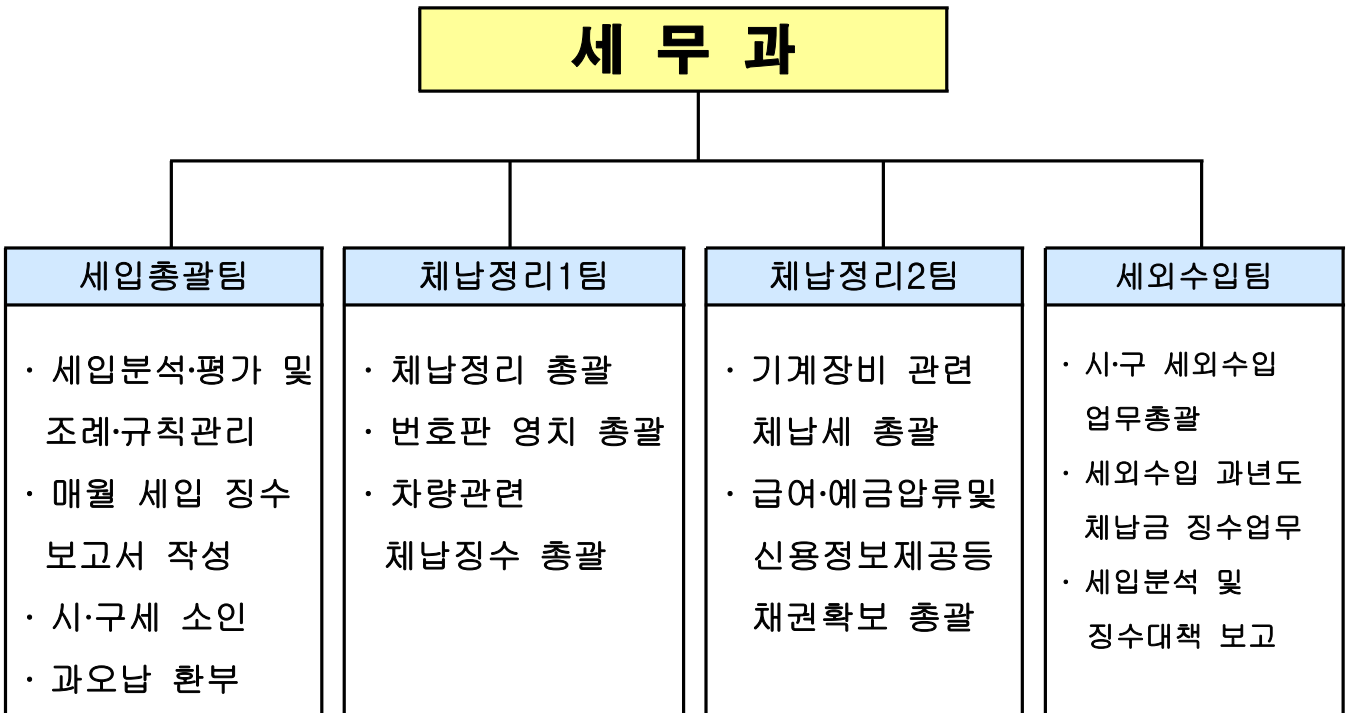 세 무 과
세입총괄팀
· 세입분석·평가 및
조례·규칙관리
· 매월 세입 징수
보고서 작성
· 시·구세 소인
· 과오납 환부
체납정리1팀
· 체납정리 총괄
· 번호판 영치 총괄
· 차량관련
체납징수 총괄
체납정리2팀
· 기계장비 관련
체납세 총괄
· 급여·예금압류및
신용정보제공등
채권확보 총괄
세외수입팀
· 시·구 세외수입
업무총괄
· 세외수입 과년도
체납금 징수업무
· 세입분석 및
징수대책 보고